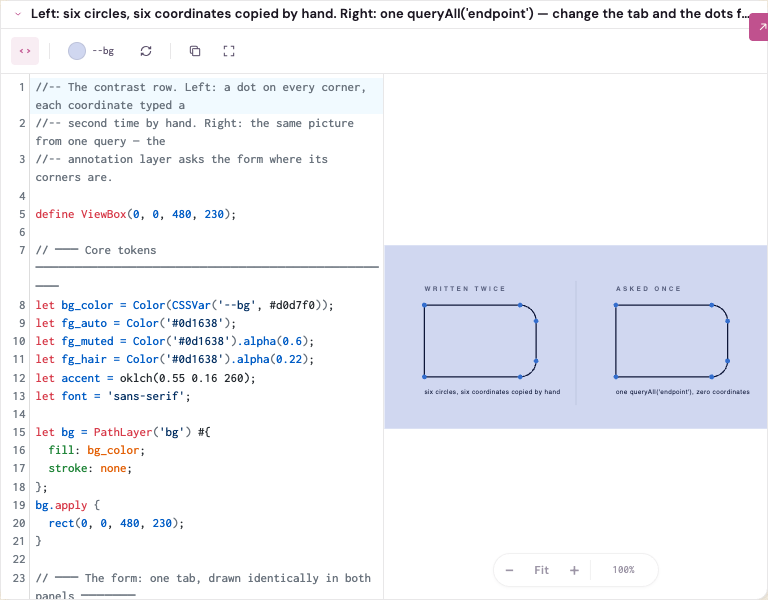 Left: six circles, six coordinates copied by hand. Right: one queryAll('endpoint') — change the tab and the dots f…
<> --bg
1 //-- The contrast row. Left: a dot on every corner,
each coordinate typed a
2 //-- second time by hand. Right: the same picture
from one query — the
3 //-- annotation layer asks the form where its
corners are.
4
5 define ViewBox(0, 0, 480, 230);
6
7 // ──── Core tokens
─────────────────────────────────────────────────────
────
8 let bg_color = Color(CSSVar('--bg', #d0d7f0));
9 let fg_auto = Color('#0d1638');
10 let fg_muted = Color('#0d1638').alpha(0.6);
11 let fg_hair = Color('#0d1638').alpha(0.22);
12 let accent = oklch(0.55 0.16 260);
13 let font = 'sans-serif';
14
15 let bg = PathLayer('bg') #{
16 fill: bg_color;
17 stroke: none;
18 };
19 bg.apply {
20 rect(0, 0, 480, 230);
21 }
22
23 // ──── The form: one tab, drawn identically in both
panels ─────────
WRITTEN TWICE
six circles, six coordinates copied by hand
ASKED ONCE
one queryAll('endpoint'), zero coordinates
− Fit + 100%